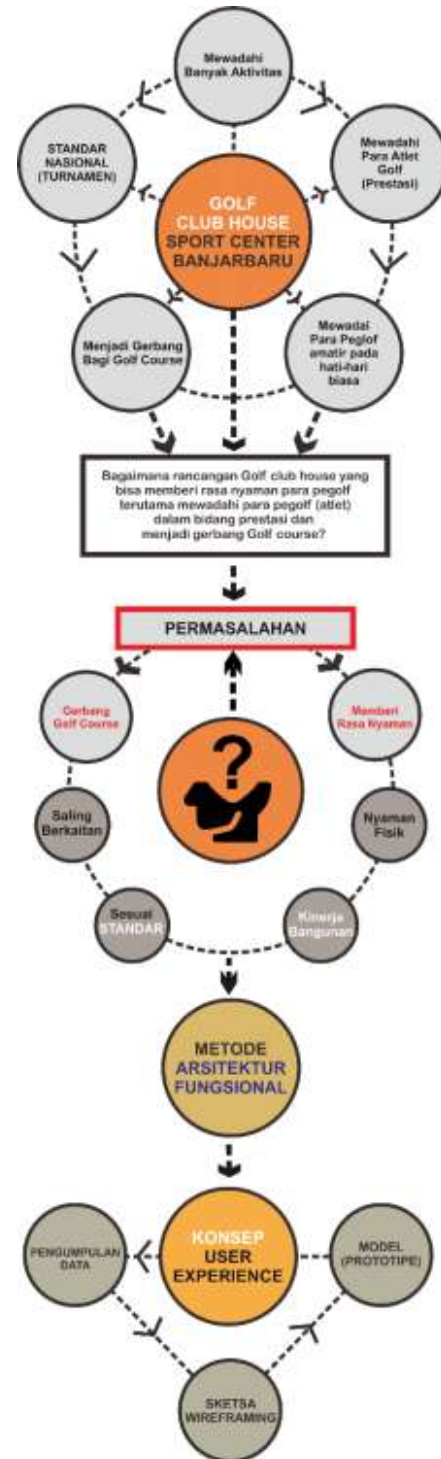 Mewadahi
Banyak Aktivitas
STANDAR
NASIONAL
(TURNAMEN)
Mewadahi
Para Atlet
Golf
(Prestasi)
GOLF
CLUB HOUSE
SPORT CENTER
BANJARBARU
Menjadi Gerbang
Bagi Golf Course
Mewadai
Para Peglof
amatir pada
hati-hari
biasa
Bagaimana rancangan Golf club house yang
bisa memberi rasa nyaman para pegolf
terutama mewadahi para pegolf (atlet)
dalam bidang prestasi dan
menjadi gerbang Golf course?
PERMASALAHAN
Gerbang
Golf Course
Memberi
Rasa Nyaman
?
Saling
Berkaitan
Nyaman
Fisik
Sesuai
STANDAR
Kinerja
Bangunan
METODE
ARSITEKTUR
FUNGSIONAL
KONSEP
USER
EXPERIENCE
PENGUMPULAN
DATA
MODEL
(PROTOTIPE)
SKETSA
WIREFRAMING